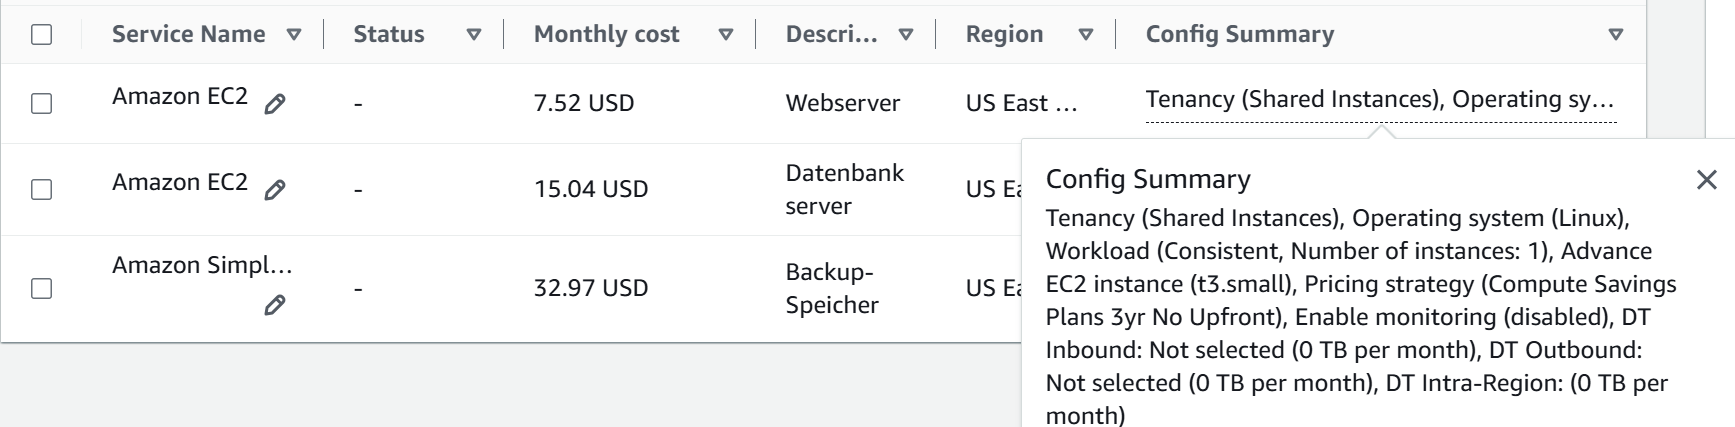 Service Name Status Monthly cost Descri... Region Config Summary
Amazon EC2 - 7.52 USD Webserver US East ... Tenancy (Shared Instances), Operating sy...
Amazon EC2 - 15.04 USD Datenbank
server US Ea
Amazon Simpl... - 32.97 USD Backup-
Speicher US Ea
Config Summary
Tenancy (Shared Instances), Operating system (Linux),
Workload (Consistent, Number of instances: 1), Advance
EC2 instance (t3.small), Pricing strategy (Compute Savings
Plans 3yr No Upfront), Enable monitoring (disabled), DT
Inbound: Not selected (0 TB per month), DT Outbound:
Not selected (0 TB per month), DT Intra-Region: (0 TB per
month)